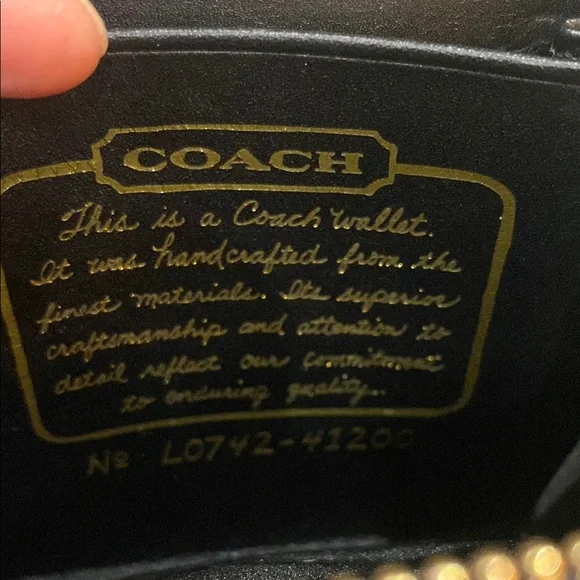 COACH
This is a Coach wallet.
It was handcrafted from the
finest materials. Its superior
craftsmanship and attention to
detail reflect our commitment
to enduring quality.
No L0742-41200